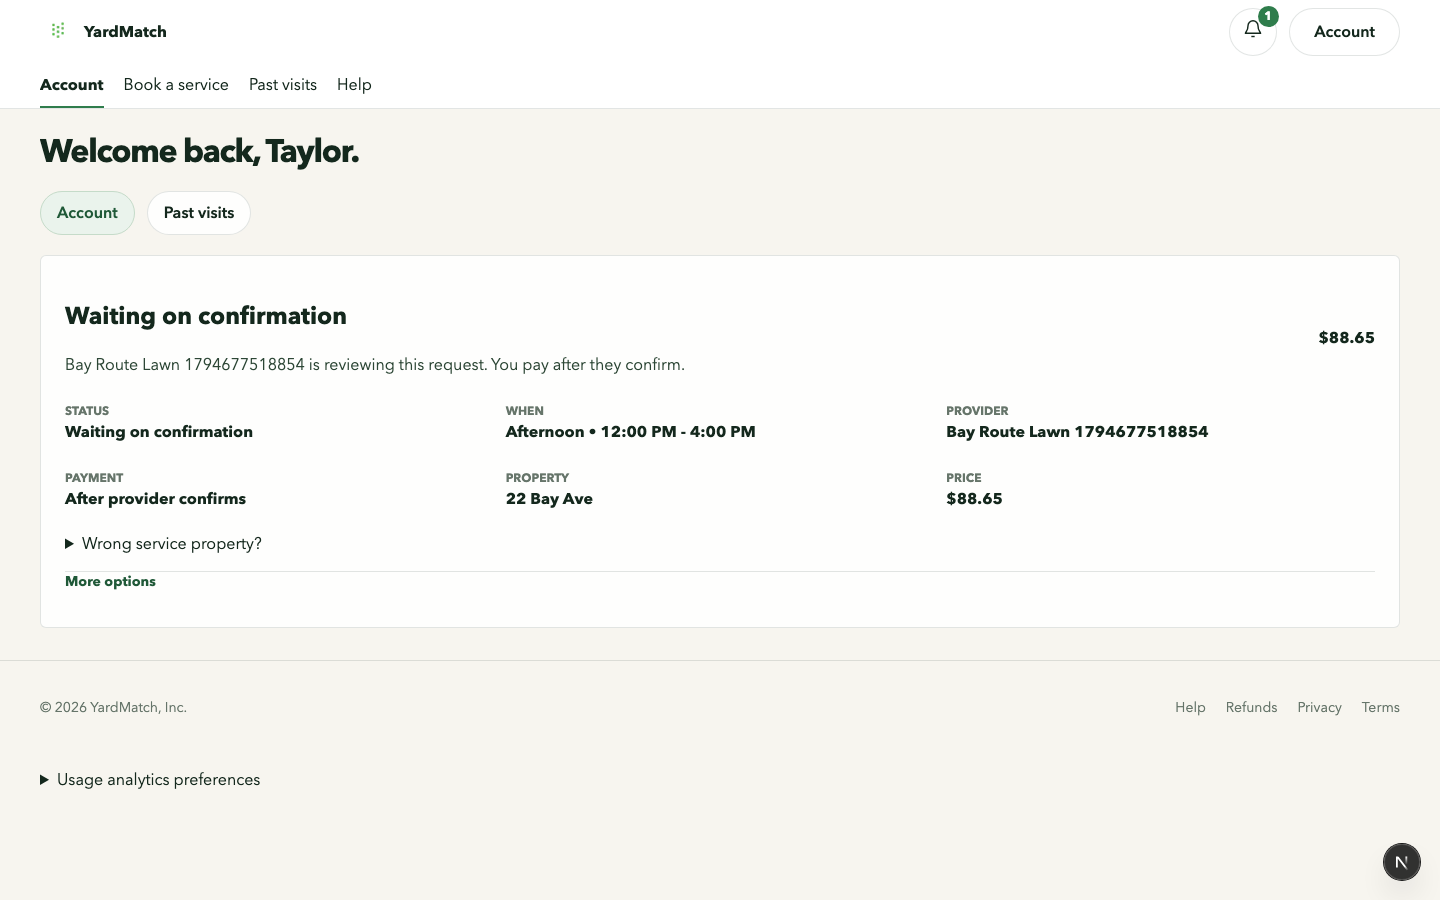 YardMatch
1
Account
Account Book a service Past visits Help
Welcome back, Taylor.
Account Past visits
Waiting on confirmation
$88.65
Bay Route Lawn 1794677518854 is reviewing this request. You pay after they confirm.
STATUS WHEN PROVIDER
Waiting on confirmation Afternoon • 12:00 PM - 4:00 PM Bay Route Lawn 1794677518854
PAYMENT PROPERTY PRICE
After provider confirms 22 Bay Ave $88.65
Wrong service property?
More options
© 2026 YardMatch, Inc. Help Refunds Privacy Terms
Usage analytics preferences
N